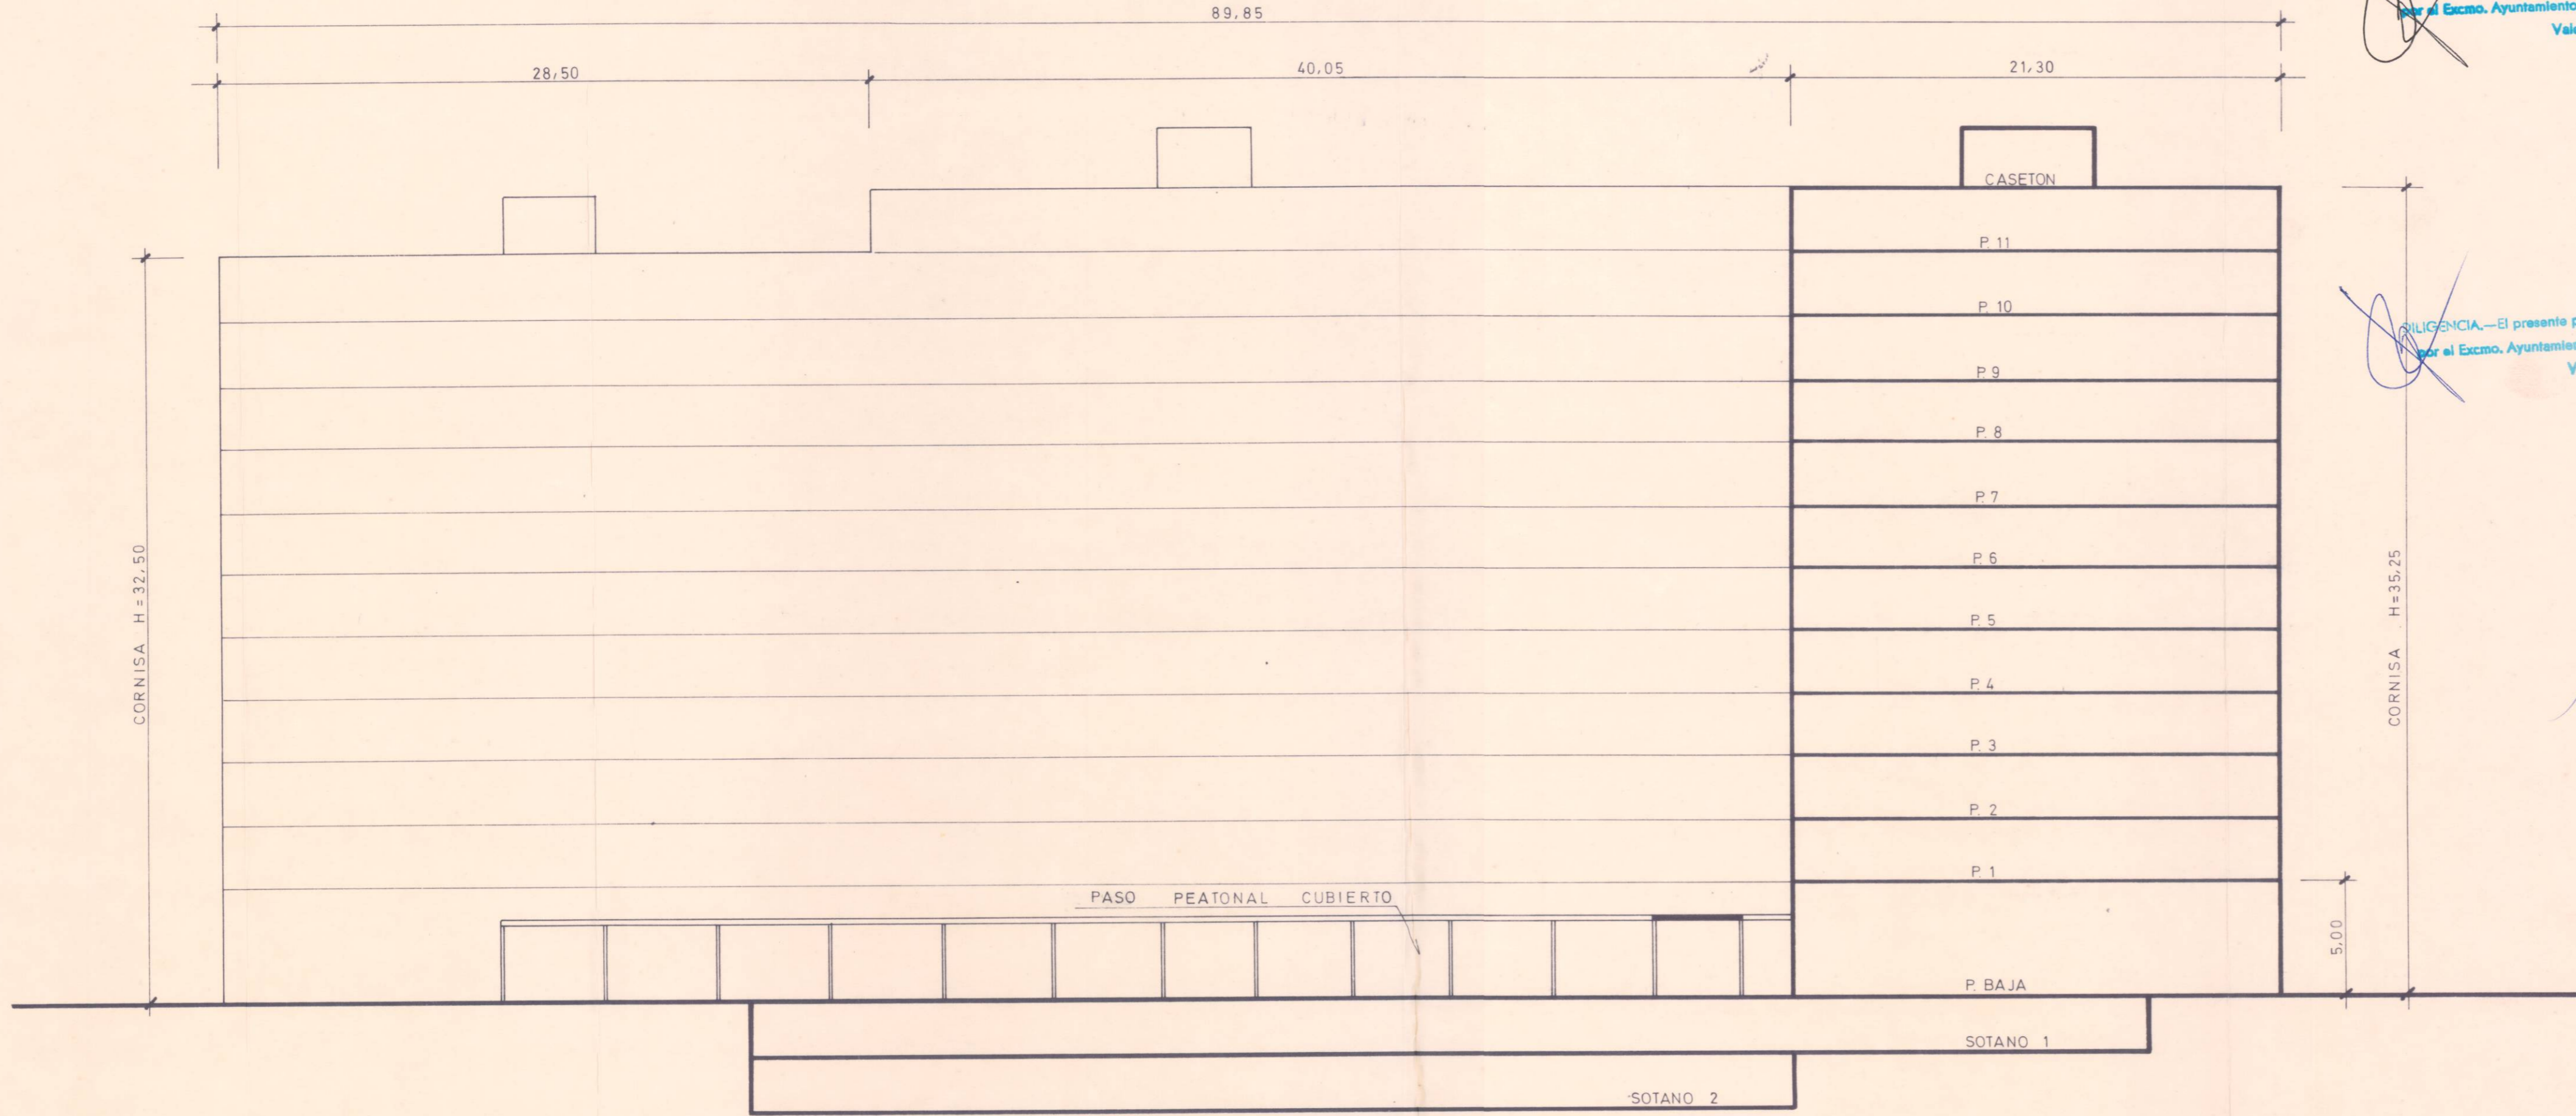 89,85
28,50
40,05
21,30
por el Excmo. Ayuntamiento
CASETON
P. 11
P. 10
P. 9
P. 8
P. 7
P. 6
P. 5
P. 4
P. 3
P. 2
P. 1
P. BAJA
SOTANO 1
SOTANO 2
PASO PEATONAL CUBIERTO
CORNISA H=32,50
CORNISA H=35,25
5,00
DILIGENCIA.—El presente
por el Excmo.